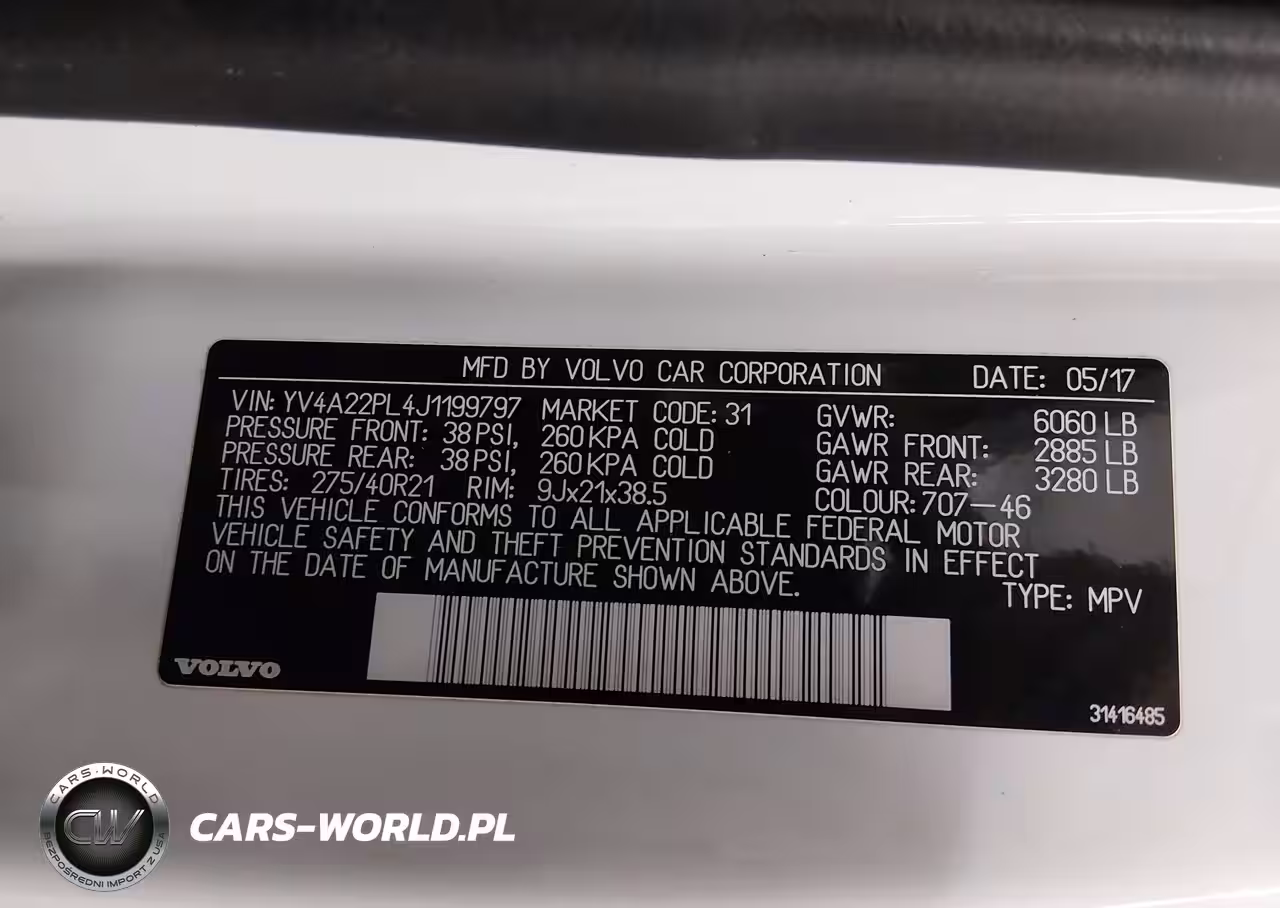 MFD BY VOLVO CAR CORPORATION DATE: 05/17
VIN: YV4A22PL4J1199797 MARKET CODE: 31 GVWR: 6060 LB
PRESSURE FRONT: 38 PSI, 260 KPA COLD GAWR FRONT: 2885 LB
PRESSURE REAR: 38 PSI, 260 KPA COLD GAWR REAR: 3280 LB
TIRES: 275/40R21 RIM: 9Jx21x38.5 COLOUR: 707-46
THIS VEHICLE CONFORMS TO ALL APPLICABLE FEDERAL MOTOR
VEHICLE SAFETY AND THEFT PREVENTION STANDARDS IN EFFECT
ON THE DATE OF MANUFACTURE SHOWN ABOVE.
TYPE: MPV
VOLVO
31416485
CARS-WORLD
CW
BEZPOŚREDNI IMPORT Z USA
CARS-WORLD.PL